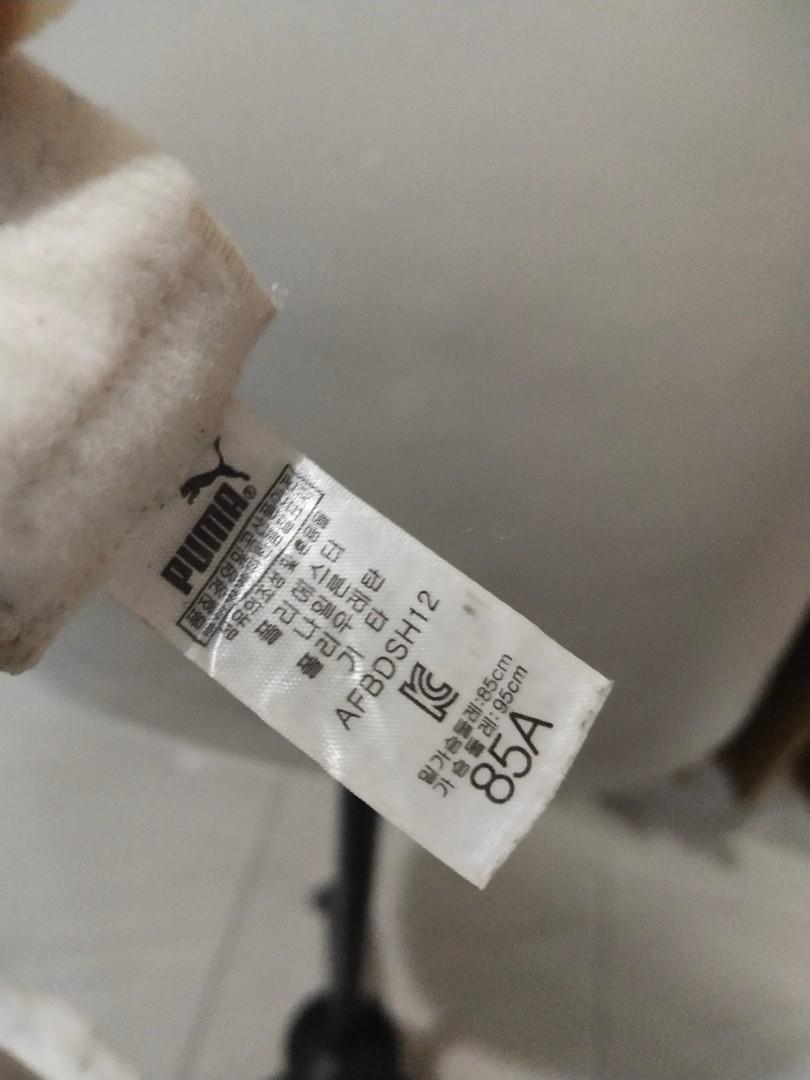 PUMA®
폴리에스터
나일론
폴리우레탄
기 타
AFBDSH12
밑가슴둘레:85cm
가 슴 둘 레: 95cm
85A